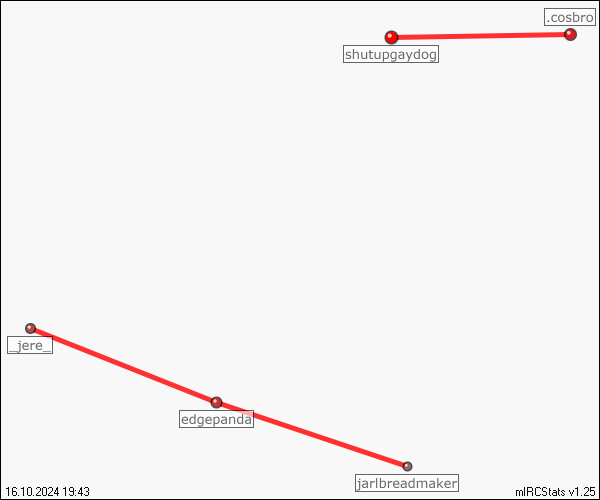 .cosbro
shutupgaydog
_jere_
edgepanda
jarlbreadmaker
16.10.2024 19:43
mIRCStats v1.25